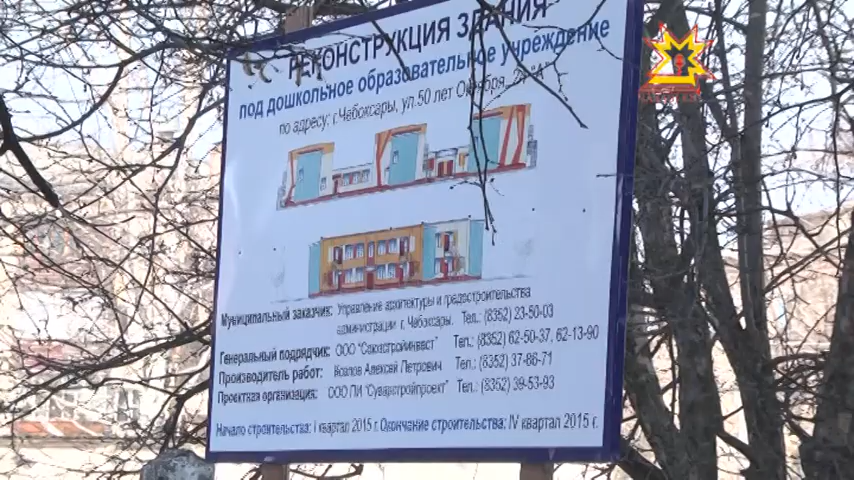 РЕКОНСТРУКЦИЯ ЗДАНИЯ
под дошкольное образовательное учреждение
по адресу: г.Чебоксары, ул.50 лет Октября, 24 "А"
Муниципальный заказчик: Управление архитектуры и градостроительства
администрации г. Чебоксары. Тел.: (8352) 23-50-03
Генеральный подрядчик: ООО "Союзстройинвест" Тел.: (8352) 62-50-37, 62-13-90
Производитель работ: Козлов Алексей Петрович Тел.: (8352) 37-86-71
Проектная организация: ООО ПИ "Суварстройпроект" Тел.: (8352) 39-53-93
Начало строительства: I квартал 2015 г. Окончание строительства: IV квартал 2015 г.